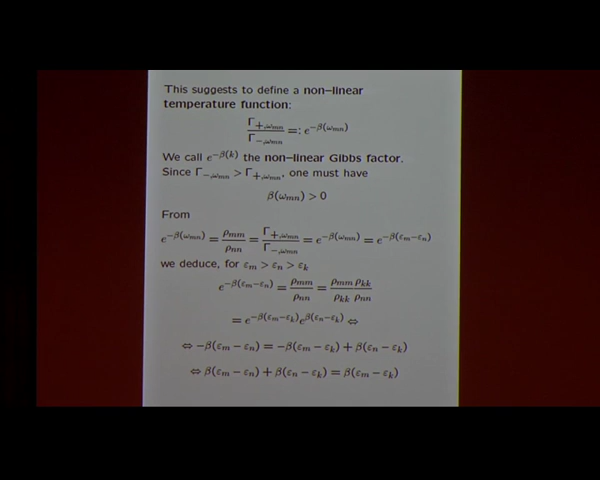 This suggests to define a non–linear
temperature function:
Γ₊,ωₘₙ / Γ₋,ωₘₙ =: e^{−β(ωₘₙ)}
We call e^{−β(k)} the non–linear Gibbs factor.
Since Γ₋,ωₘₙ > Γ₊,ωₘₙ, one must have
β(ωₘₙ) > 0
From
e^{−β(ωₘₙ)} = ρₘₘ / ρₙₙ = Γ₊,ωₘₙ / Γ₋,ωₘₙ = e^{−β(ωₘₙ)} = e^{−β(εₘ−εₙ)}
we deduce, for εₘ > εₙ > εₖ
e^{−β(εₘ−εₙ)} = ρₘₘ / ρₙₙ = ρₘₘ / ρₖₖ ρₖₖ / ρₙₙ
= e^{−β(εₘ−εₖ)} e^{β(εₙ−εₖ)} ⇔
⇔ −β(εₘ − εₙ) = −β(εₘ − εₖ) + β(εₙ − εₖ)
⇔ β(εₘ − εₙ) + β(εₙ − εₖ) = β(εₘ − εₖ)